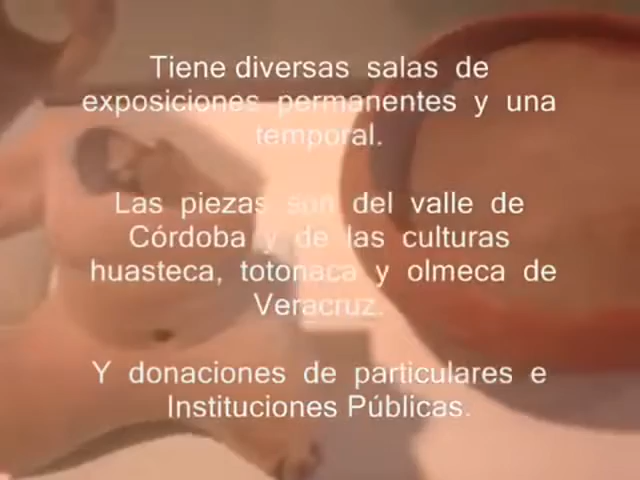 Tiene diversas salas de
exposiciones permanentes y una
temporal.
Las piezas son del valle de
Córdoba y de las culturas
huasteca, totonaca y olmeca de
Veracruz.
Y donaciones de particulares e
Instituciones Públicas.